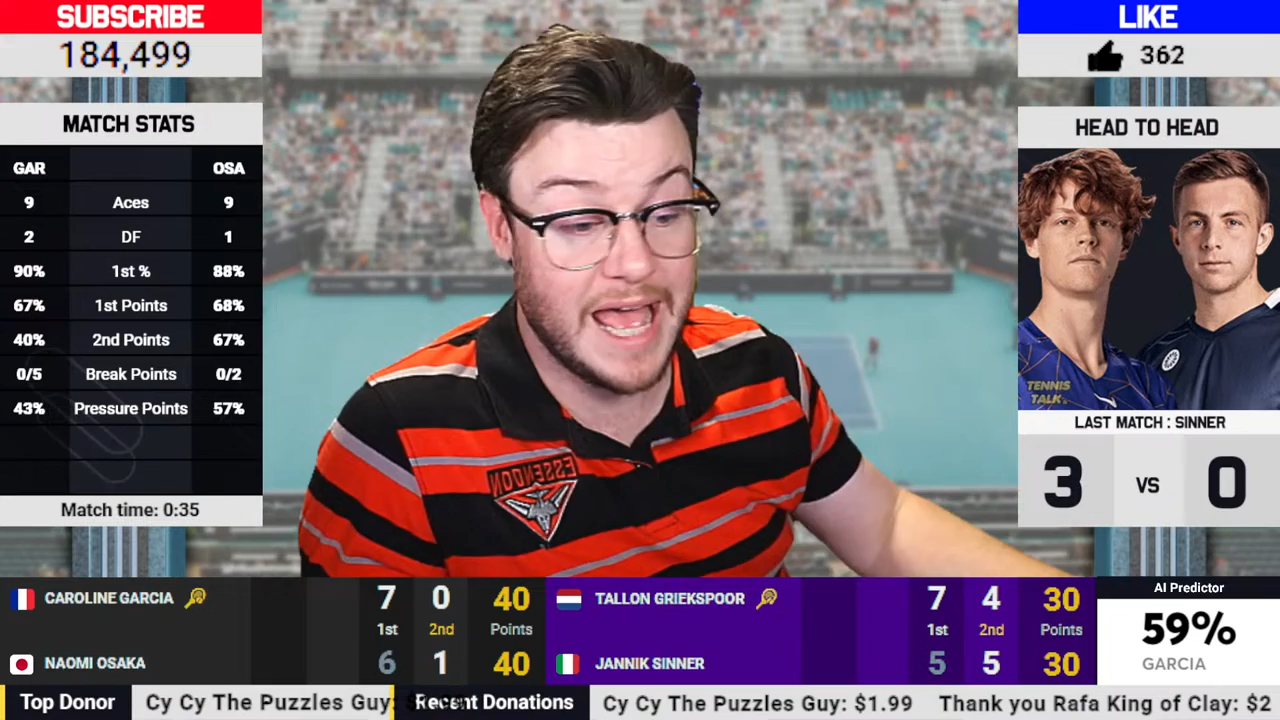 SUBSCRIBE
184,499
MATCH STATS
GAR OSA
9 Aces 9
2 DF 1
90% 1st % 88%
67% 1st Points 68%
40% 2nd Points 67%
0/5 Break Points 0/2
43% Pressure Points 57%
Match time: 0:35
ESSENDON
LIKE
362
HEAD TO HEAD
TENNIS
TALK
LAST MATCH : SINNER
3 VS 0
CAROLINE GARCIA 7 0 40
1st 2nd Points
NAOMI OSAKA 6 1 40
TALLON GRIEKSPOOR 7 4 30
1st 2nd Points
JANNIK SINNER 5 5 30
AI Predictor
59%
GARCIA
Top Donor Cy Cy The Puzzles Guy:
Recent Donations Cy Cy The Puzzles Guy: $1.99 Thank you Rafa King of Clay: $2